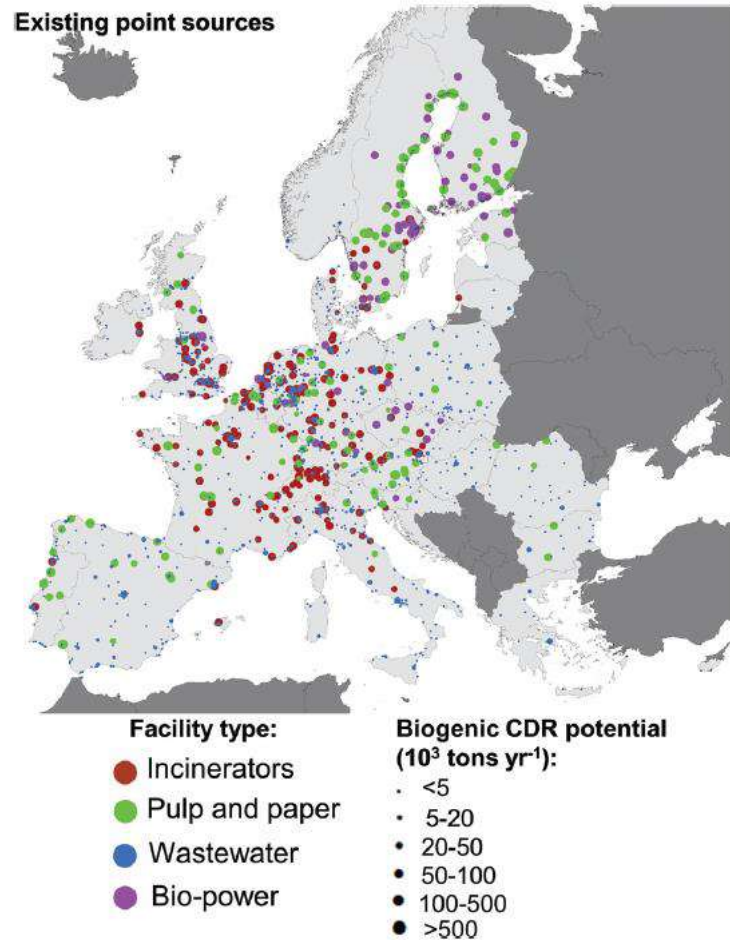 Existing point sources
Facility type:
Incinerators
Pulp and paper
Wastewater
Bio-power
Biogenic CDR potential
(10³ tons yr⁻¹):
<5
5-20
20-50
50-100
100-500
>500